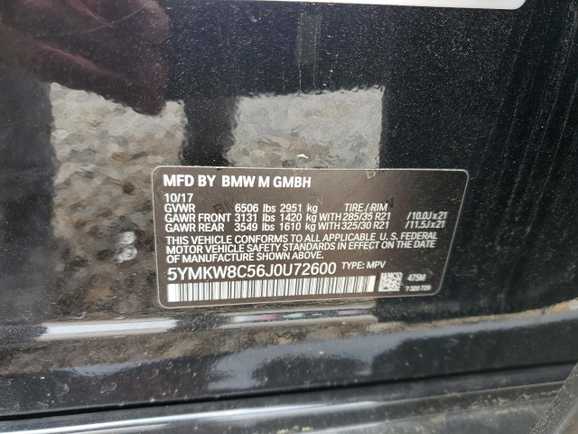 MFD BY BMW M GMBH
10/17
GVWR 6506 lbs 2951 kg TIRE / RIM
GAWR FRONT 3131 lbs 1420 kg WITH 285/35 R21 /10.0J x 21
GAWR REAR 3549 lbs 1610 kg WITH 325/30 R21 /11.5J x 21
THIS VEHICLE CONFORMS TO ALL APPLICABLE U.S. FEDERAL
MOTOR VEHICLE SAFETY STANDARDS IN EFFECT ON THE
DATE OF MANUFACTURE SHOWN ABOVE.
5YMKW8C56J0U72600 TYPE: MPV
475M